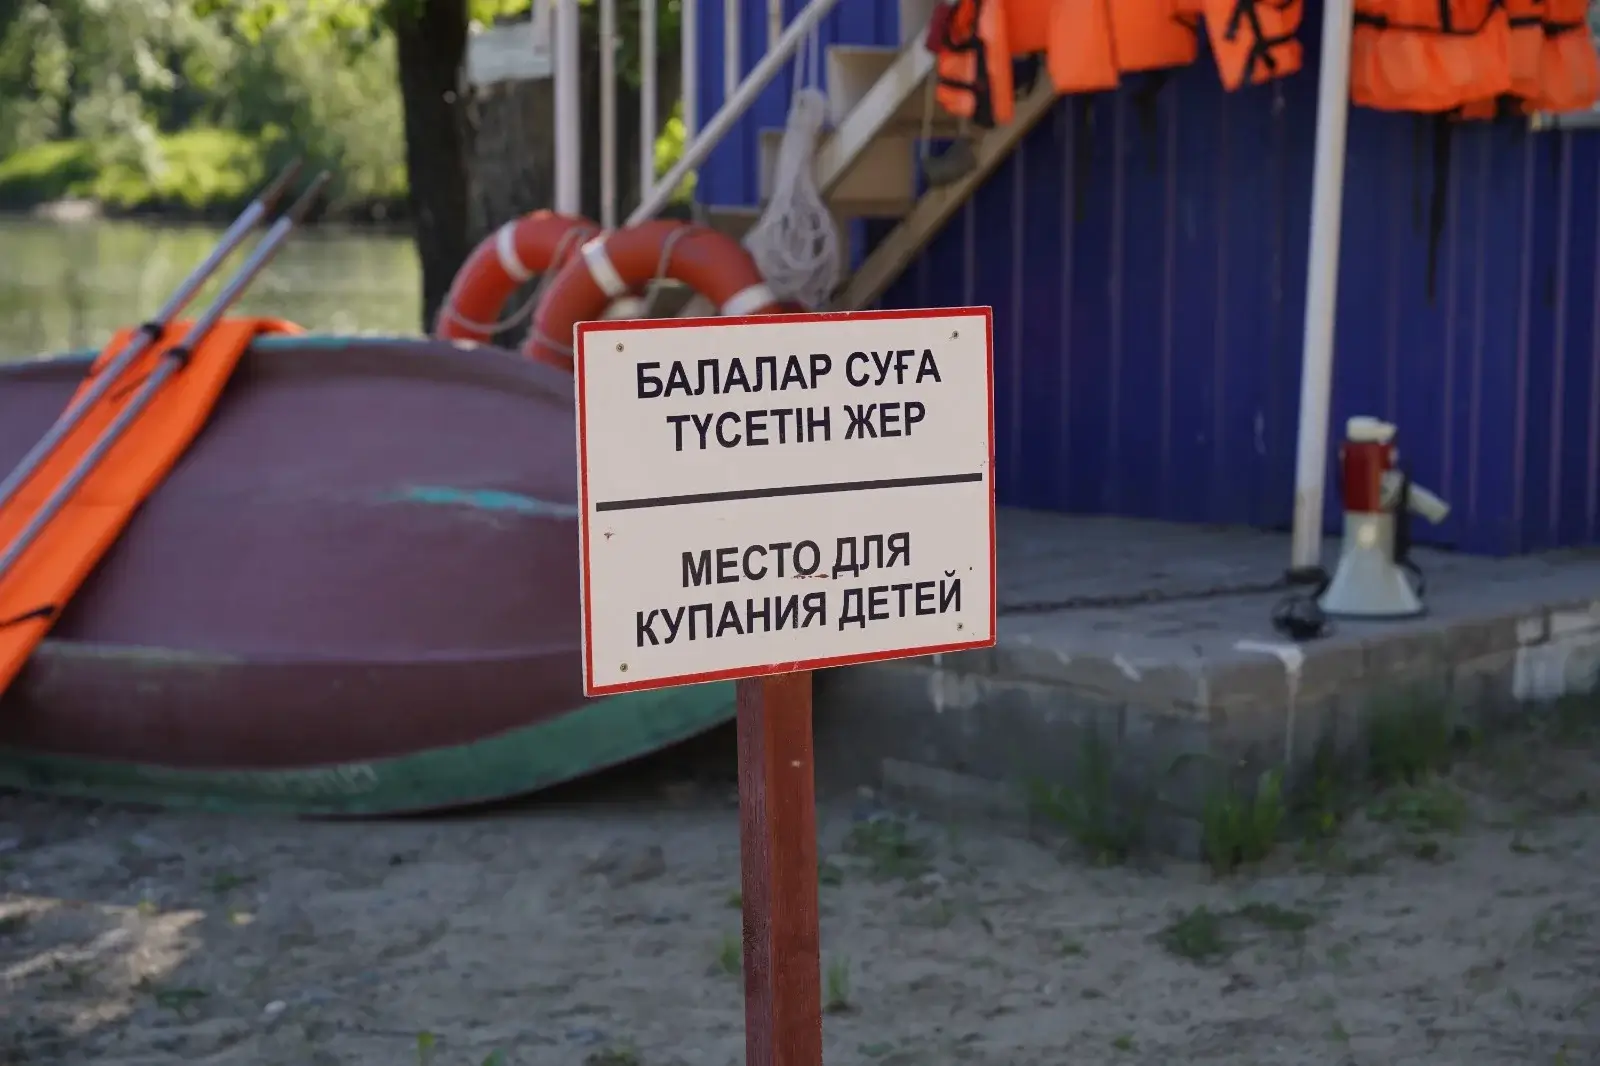 БАЛАЛАР СУҒА
ТҮСЕТІН ЖЕР
МЕСТО ДЛЯ
КУПАНИЯ ДЕТЕЙ